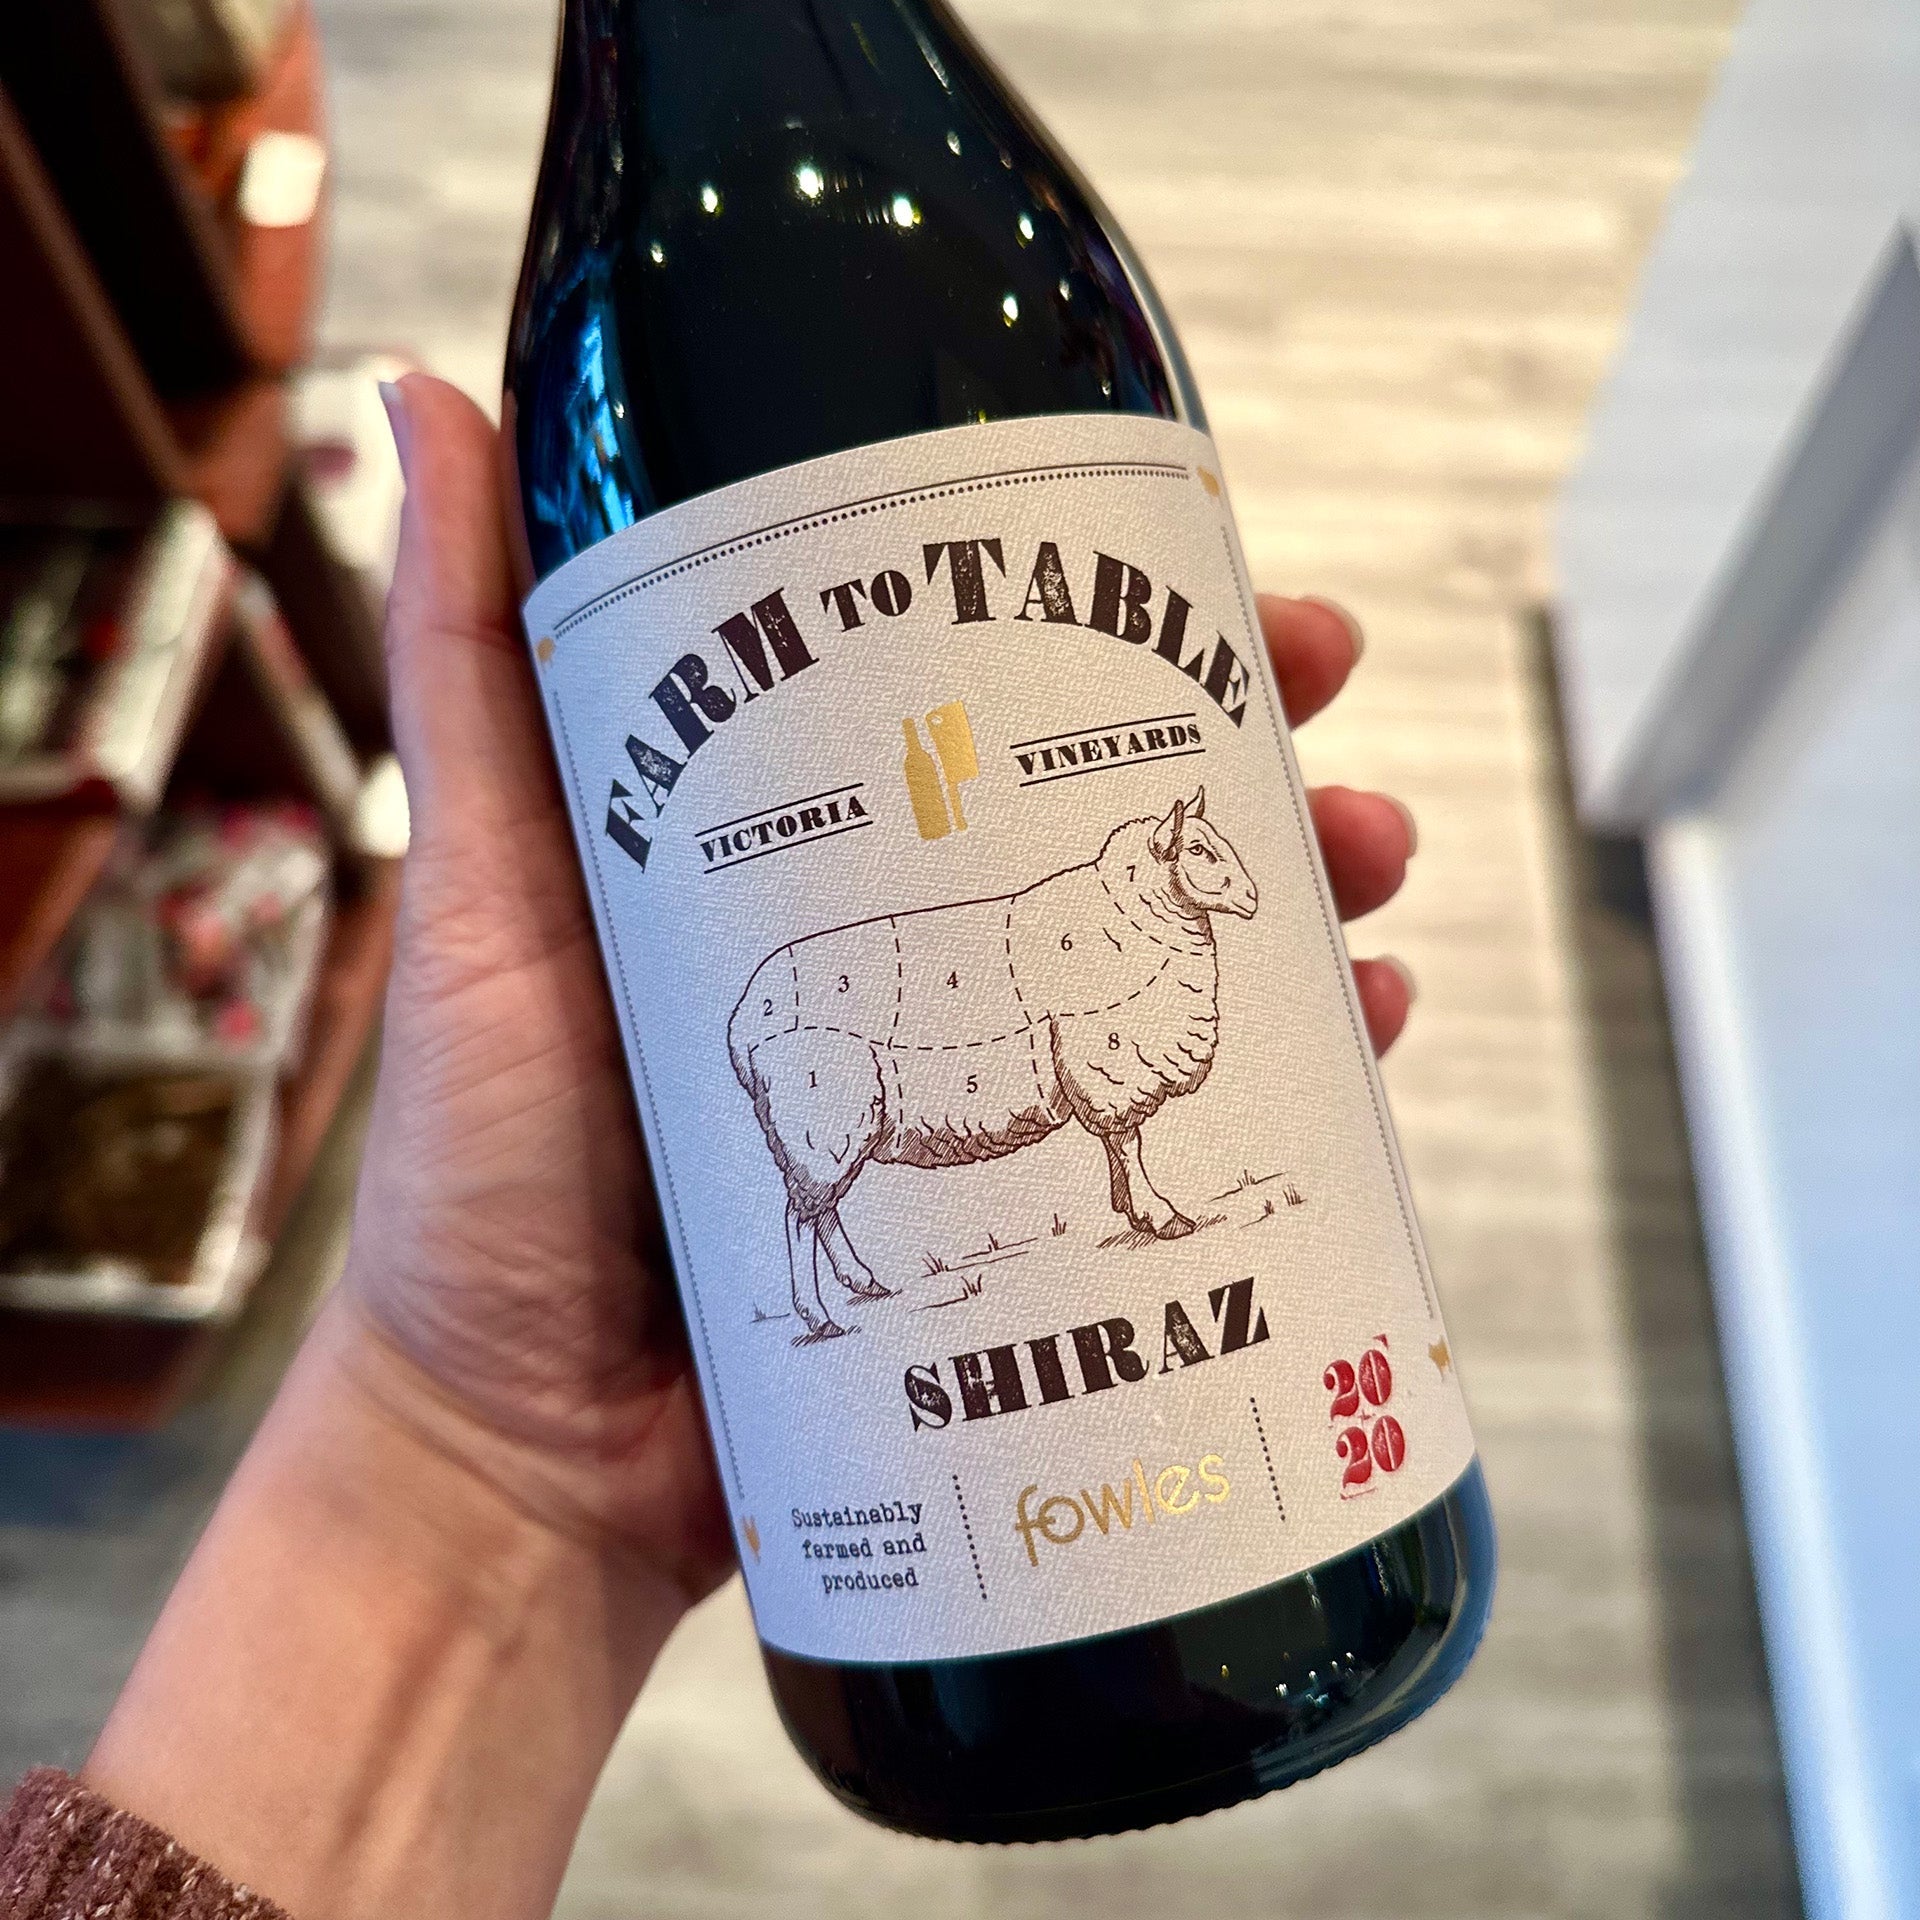 FARM TO TABLE
VICTORIA VINEYARDS
7
6
2 3 4
8
1 5
SHIRAZ
20
20
fowles
Sustainably
farmed and
produced